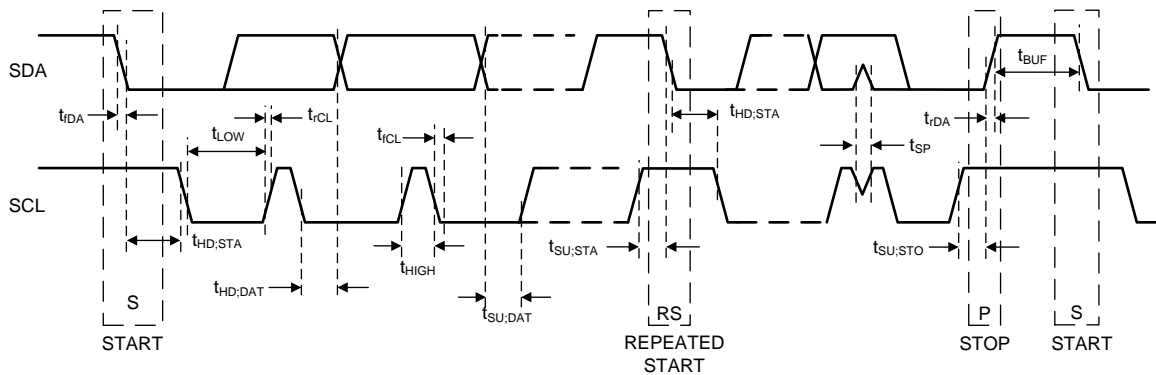 SDA
tfDA
tLOW
trCL
tfCL
tHD;STA
tSP
trDA
tBUF
SCL
tHD;STA
tHD;DAT
tHIGH
tSU;DAT
tSU;STA
tSU;STO
S
RS
P
S
START
REPEATED
START
STOP
START